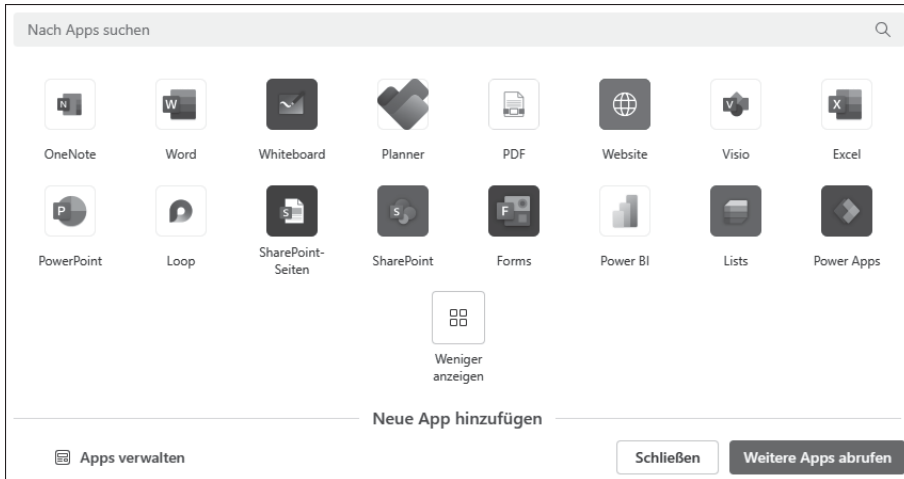 Nach Apps suchen
N W V X
OneNote Word Whiteboard Planner PDF Website Visio Excel
P S S F
PowerPoint Loop SharePoint-
Seiten SharePoint Forms Power BI Lists Power Apps
Weniger
anzeigen
Neue App hinzufügen
Apps verwalten Schließen Weitere Apps abrufen